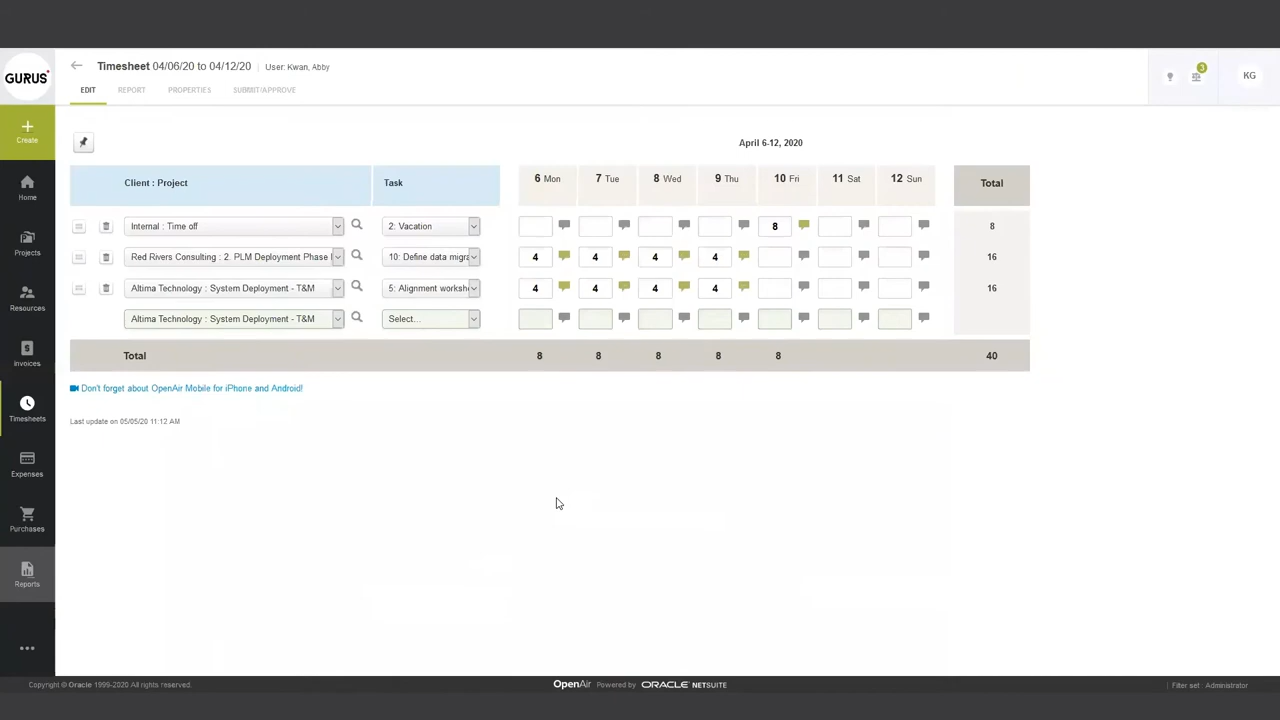 GURUS
Timesheet 04/06/20 to 04/12/20 | User: Kwan, Abby
3
KG
EDIT REPORT PROPERTIES SUBMIT/APPROVE
Create
Home
Projects
Resources
Invoices
Timesheets
Expenses
Purchases
Reports
April 6-12, 2020
Client : Project Task 6 Mon 7 Tue 8 Wed 9 Thu 10 Fri 11 Sat 12 Sun Total
Internal : Time off 2: Vacation 8 8
Red Rivers Consulting : 2. PLM Deployment Phase 10: Define data migra 4 4 4 4 16
Altima Technology : System Deployment - T&M 5: Alignment worksh 4 4 4 4 16
Altima Technology : System Deployment - T&M Select...
Total 8 8 8 8 8 40
Don't forget about OpenAir Mobile for iPhone and Android!
Last update on 05/05/20 11:12 AM
Copyright © Oracle 1999-2020 All rights reserved. OpenAir Powered by ORACLE NETSUITE | Filter set : Administrator